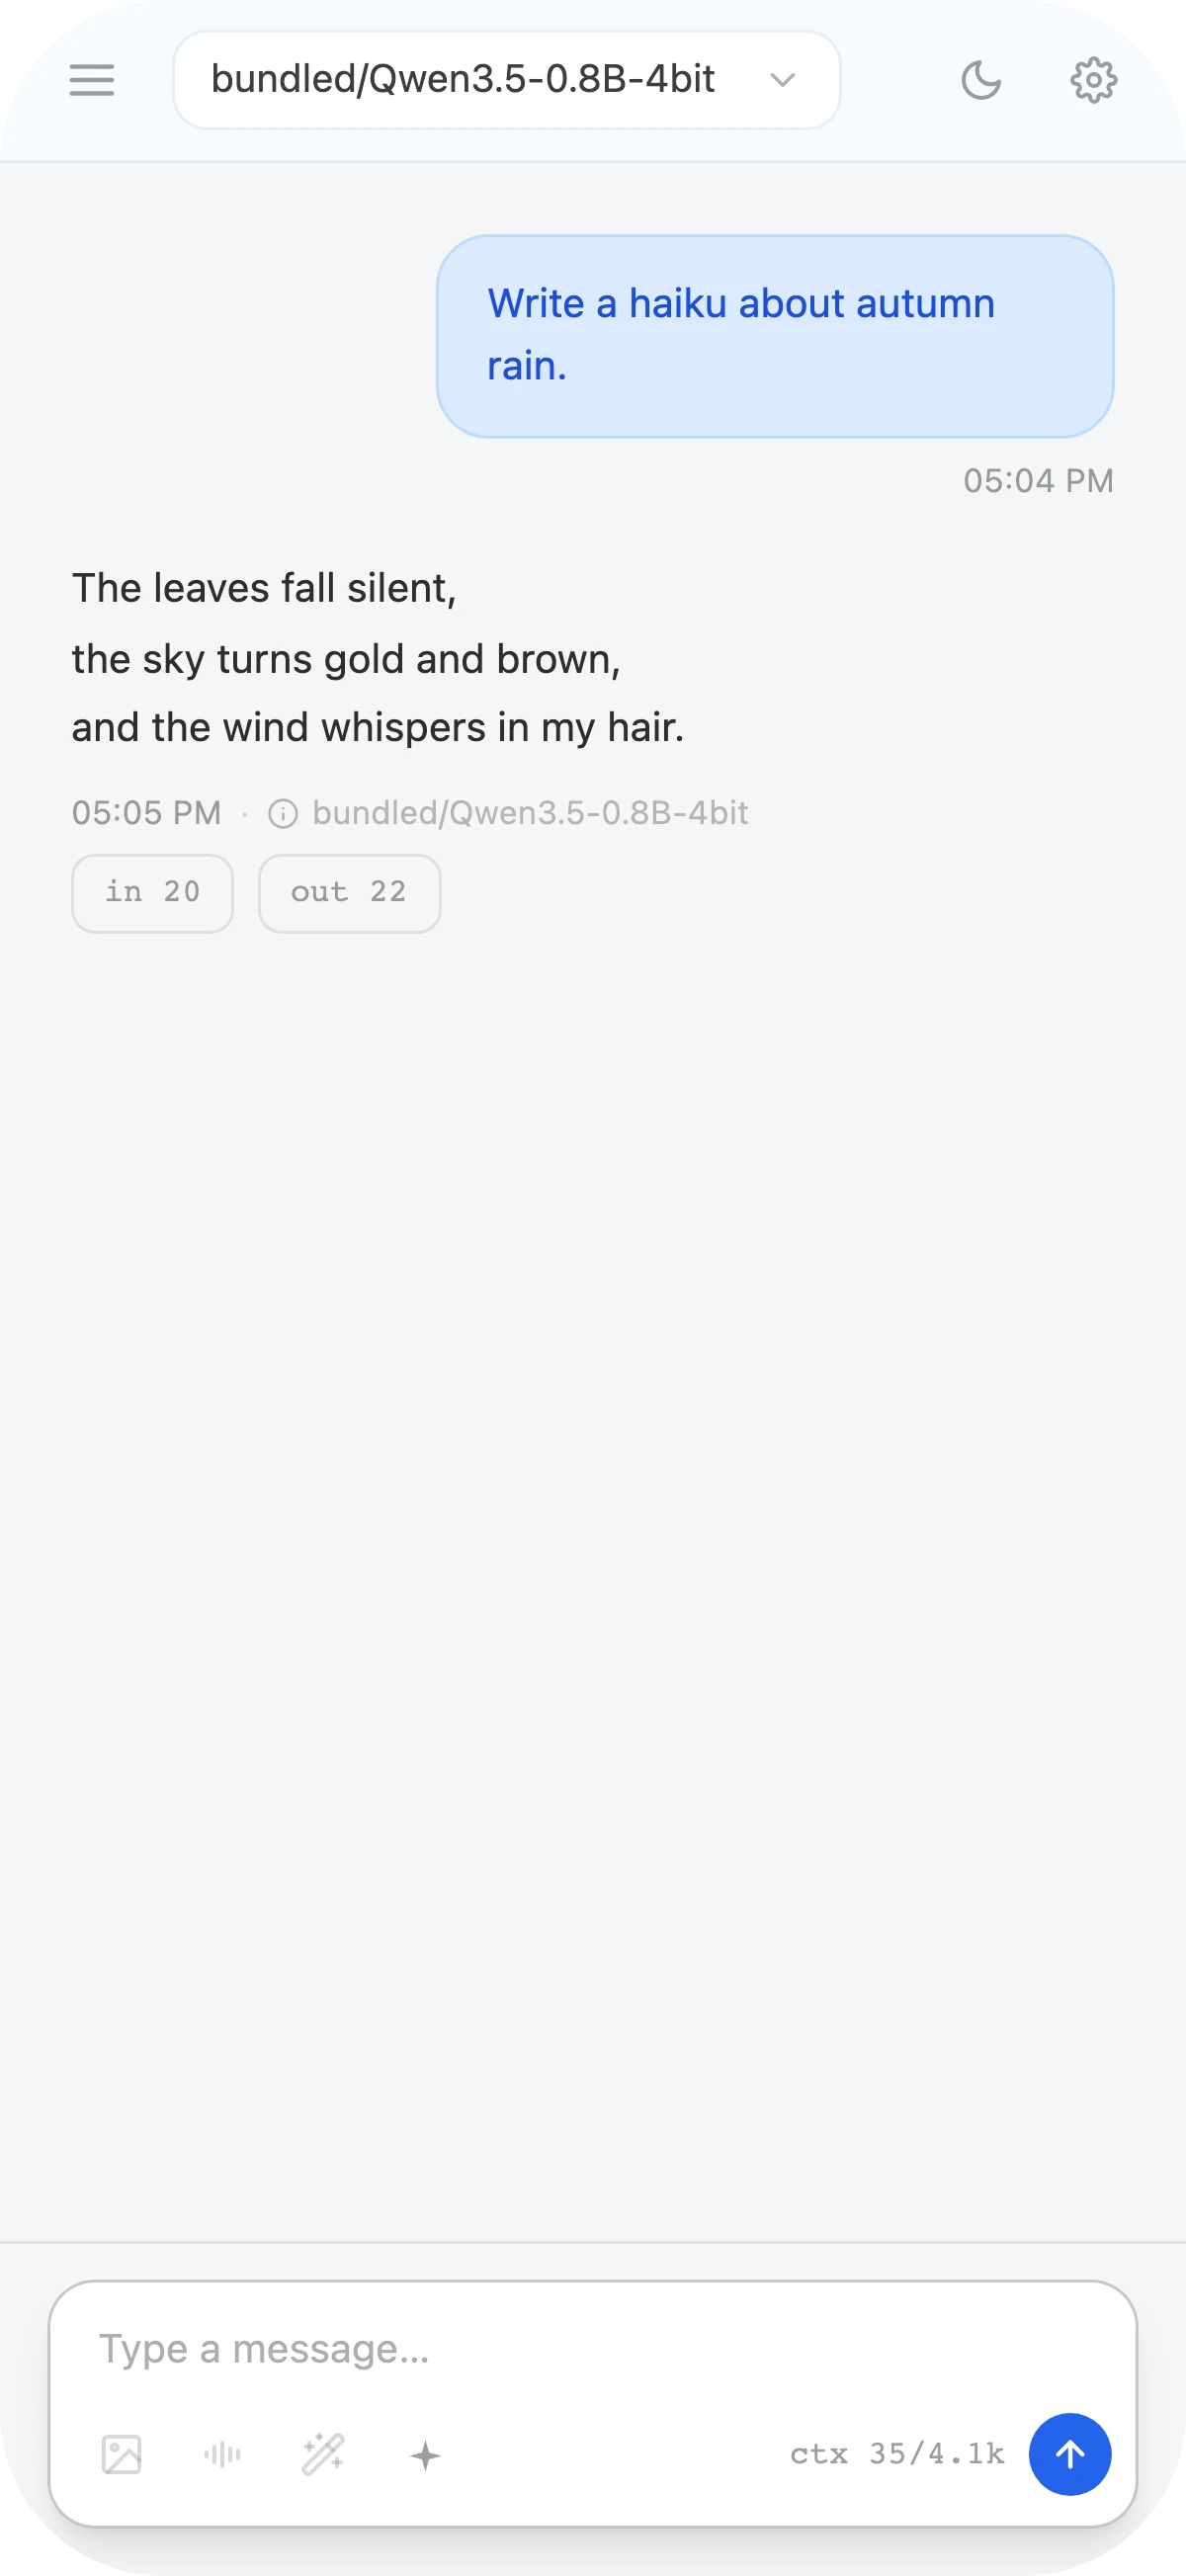 bundled/Qwen3.5-0.8B-4bit
Write a haiku about autumn
rain.
05:04 PM
The leaves fall silent,
the sky turns gold and brown,
and the wind whispers in my hair.
05:05 PM · bundled/Qwen3.5-0.8B-4bit
in 20 out 22
Type a message...
ctx 35/4.1k